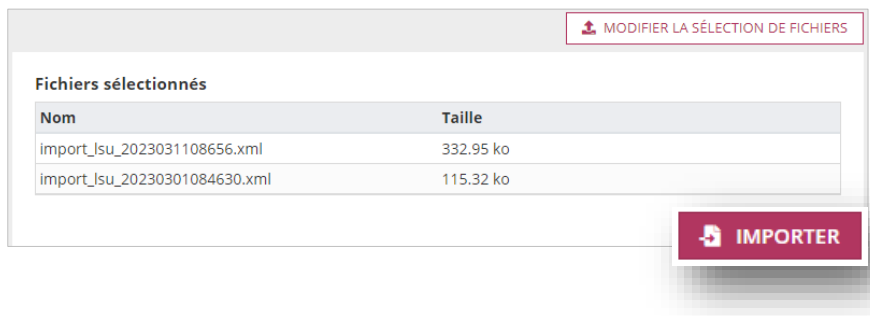 MODIFIER LA SÉLECTION DE FICHIERS
Fichiers sélectionnés
Nom Taille
import_lsu_2023031108656.xml 332.95 ko
import_lsu_20230301084630.xml 115.32 ko
IMPORTER